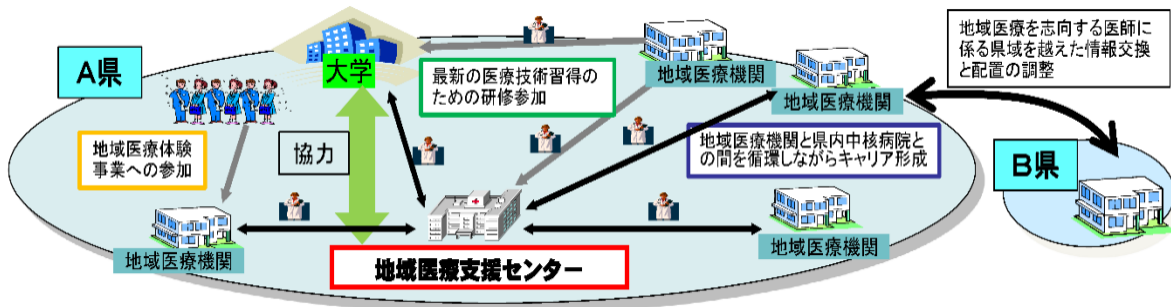 A県
大学
最新の医療技術習得の
ための研修参加
地域医療機関
地域医療機関
地域医療を志向する医師に
係る県域を越えた情報交換
と配置の調整
地域医療体験
事業への参加
協力
地域医療機関と県内中核病院と
の間を循環しながらキャリア形成
B県
地域医療機関
地域医療支援センター
地域医療機関